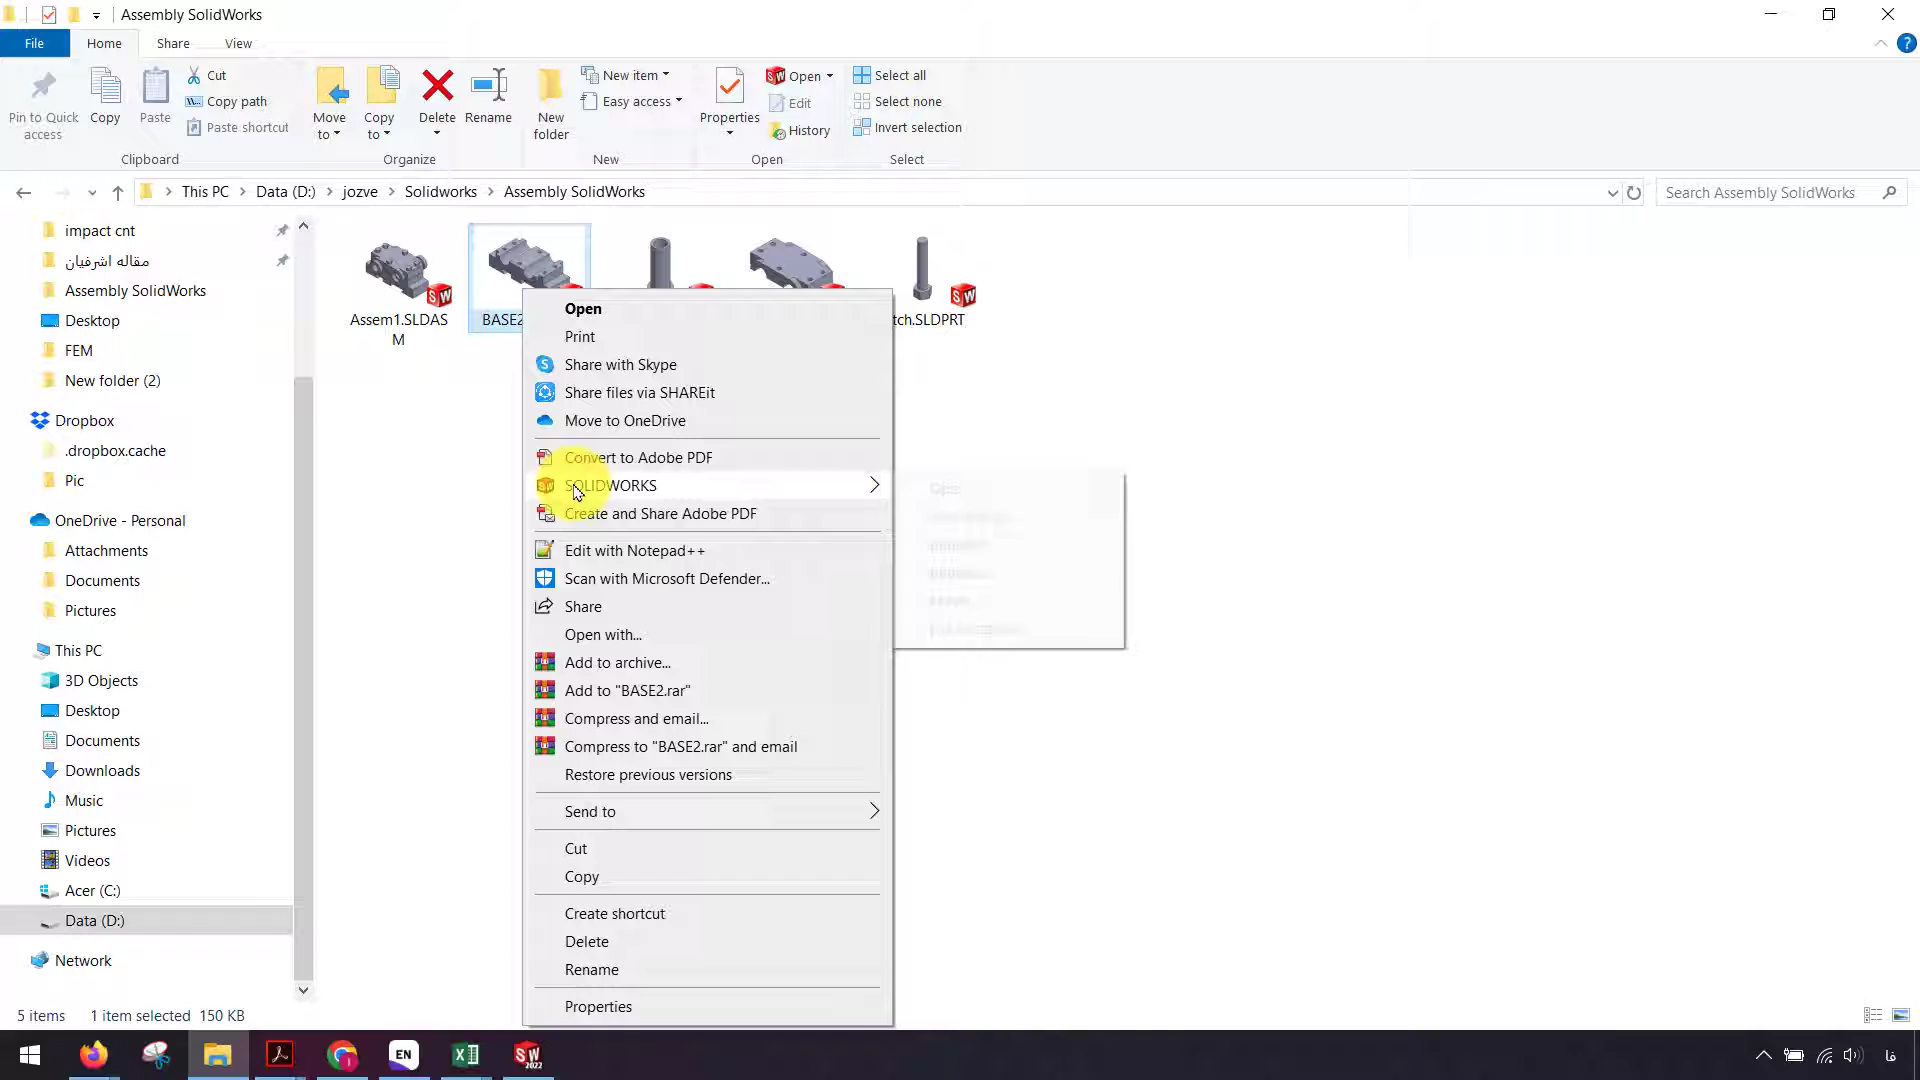 Assembly SolidWorks
File Home Share View
Pin to Quick access
Copy
Paste
Cut
Copy path
Paste shortcut
Clipboard
Move to
Copy to
Delete
Rename
Organize
New folder
New item
Easy access
New
Properties
Open
Edit
History
Open
Select all
Select none
Invert selection
Select
This PC Data (D:) jozve Solidworks Assembly SolidWorks
Search Assembly SolidWorks
impact cnt
مقاله اشرفیان
Assembly SolidWorks
Desktop
FEM
New folder (2)
Dropbox
.dropbox.cache
Pic
OneDrive - Personal
Attachments
Documents
Pictures
This PC
3D Objects
Desktop
Documents
Downloads
Music
Pictures
Videos
Acer (C:)
Data (D:)
Network
Assem1.SLDAS
M
BASE2
tch.SLDPRT
Open
Print
Share with Skype
Share files via SHAREit
Move to OneDrive
Convert to Adobe PDF
SOLIDWORKS
Create and Share Adobe PDF
Edit with Notepad++
Scan with Microsoft Defender...
Share
Open with...
Add to archive...
Add to "BASE2.rar"
Compress and email...
Compress to "BASE2.rar" and email
Restore previous versions
Send to
Cut
Copy
Create shortcut
Delete
Rename
Properties
Open
5 items 1 item selected 150 KB
EN
SW
2022
فا